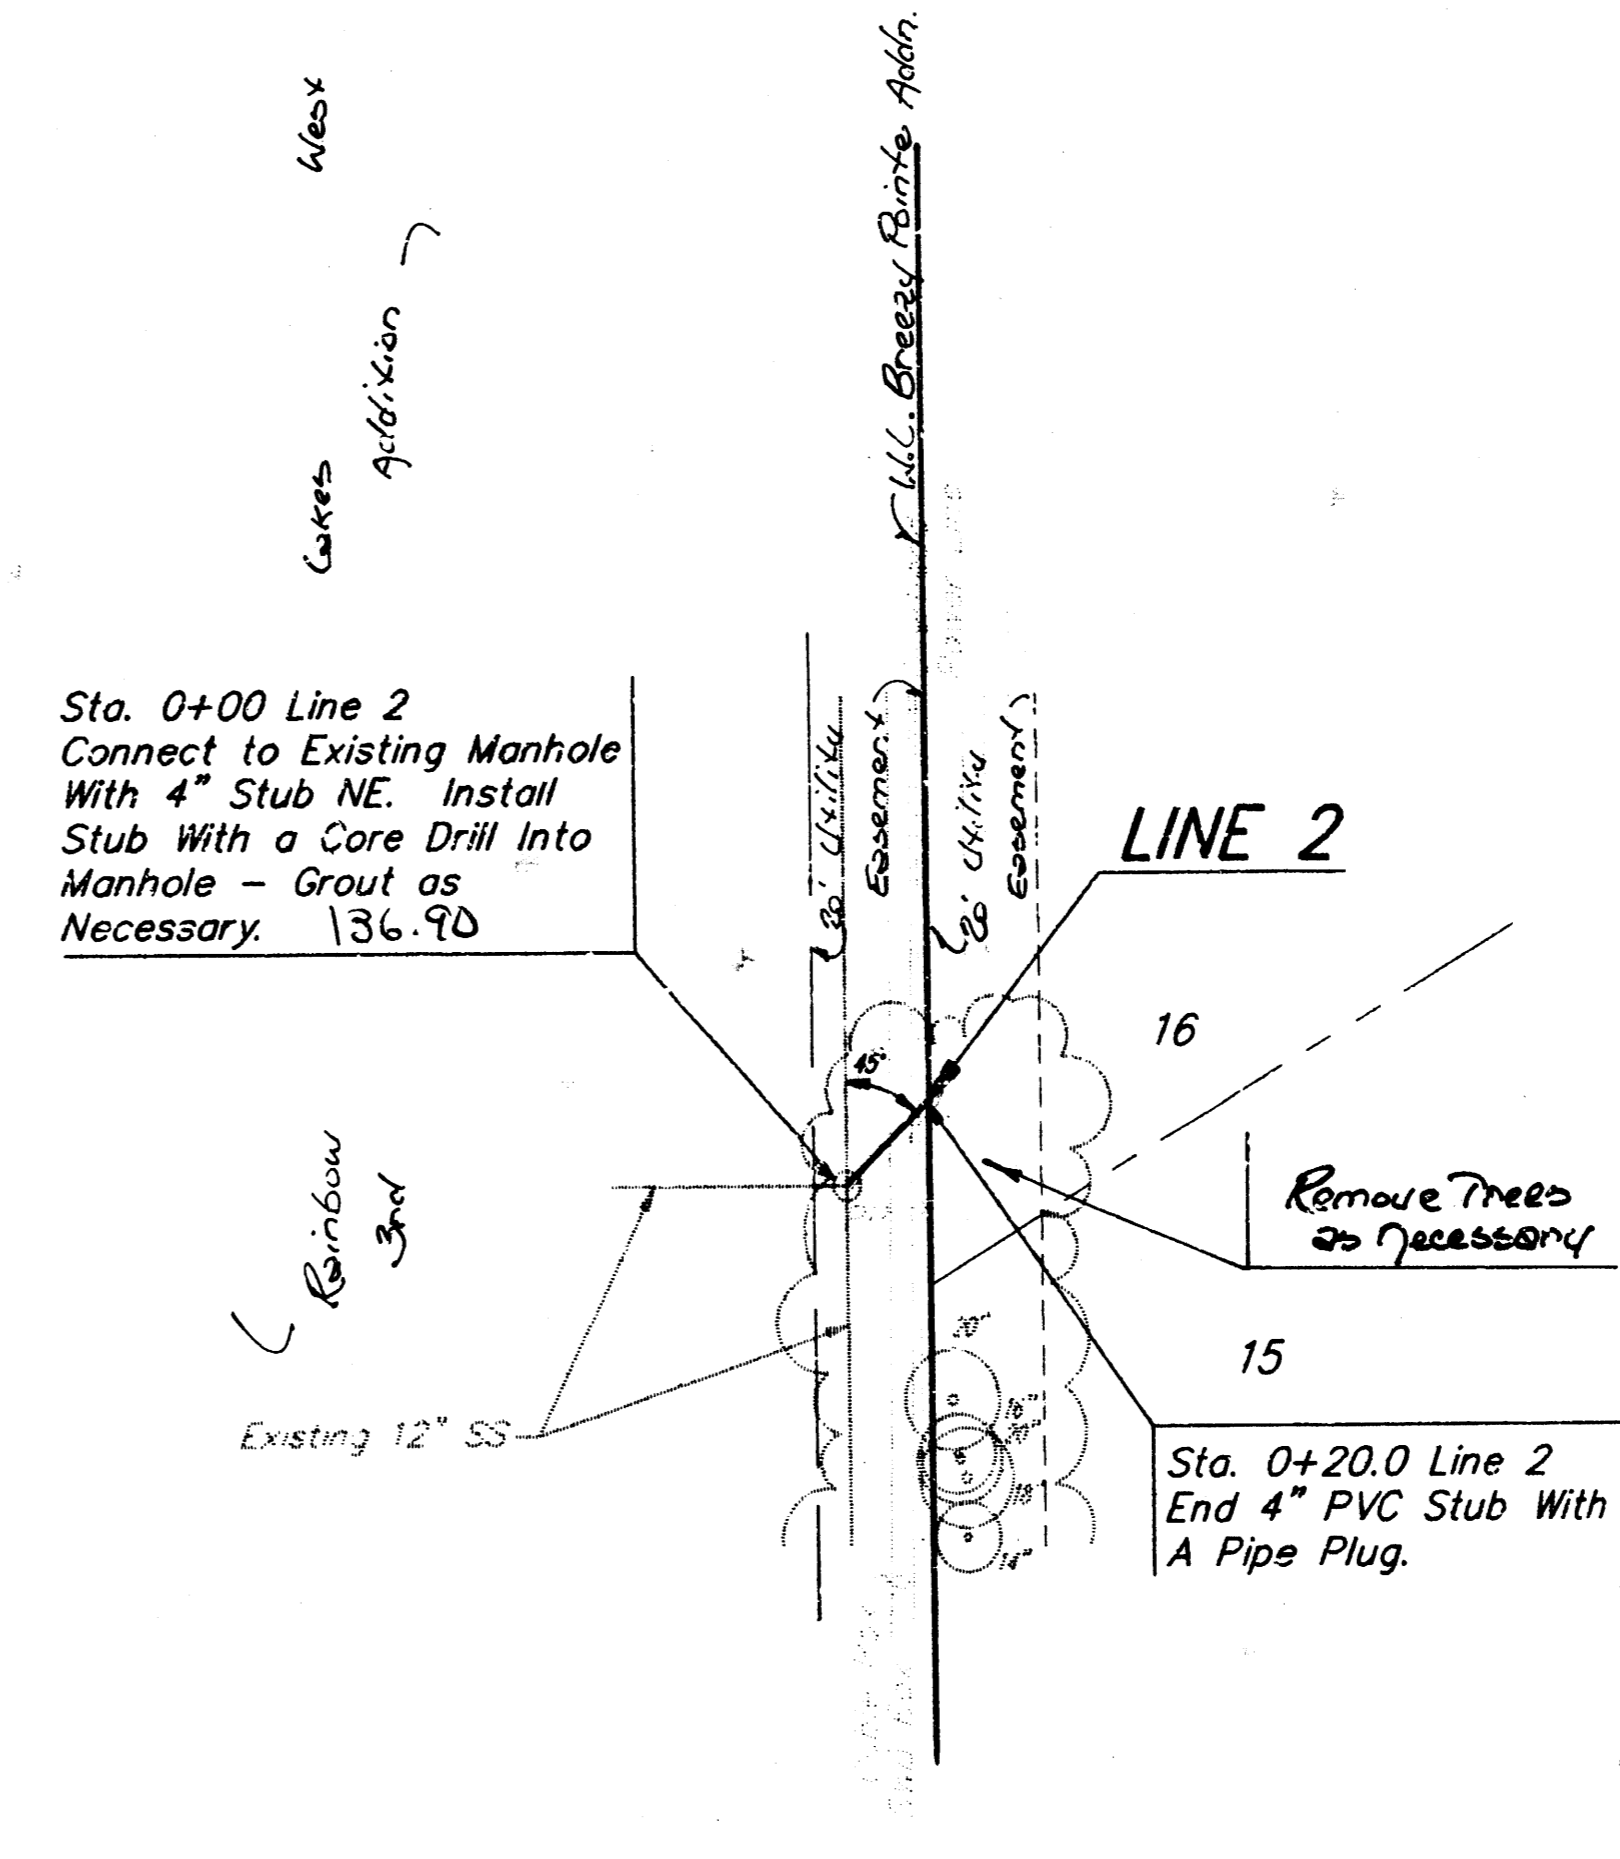 W.L. Breezy Pointe Addn.
West
Lakes
Addition
Sta. 0+00 Line 2
Connect to Existing Manhole
With 4" Stub NE. Install
Stub With a Core Drill Into
Manhole – Grout as
Necessary. 136.90
20' Utility
Easement
20' Utility
Easement
LINE 2
16
45°
Rainbow
3rd
Remove Trees
as Necessary
20"
15
Existing 12" SS
18"
14"
Sta. 0+20.0 Line 2
End 4" PVC Stub With
A Pipe Plug.